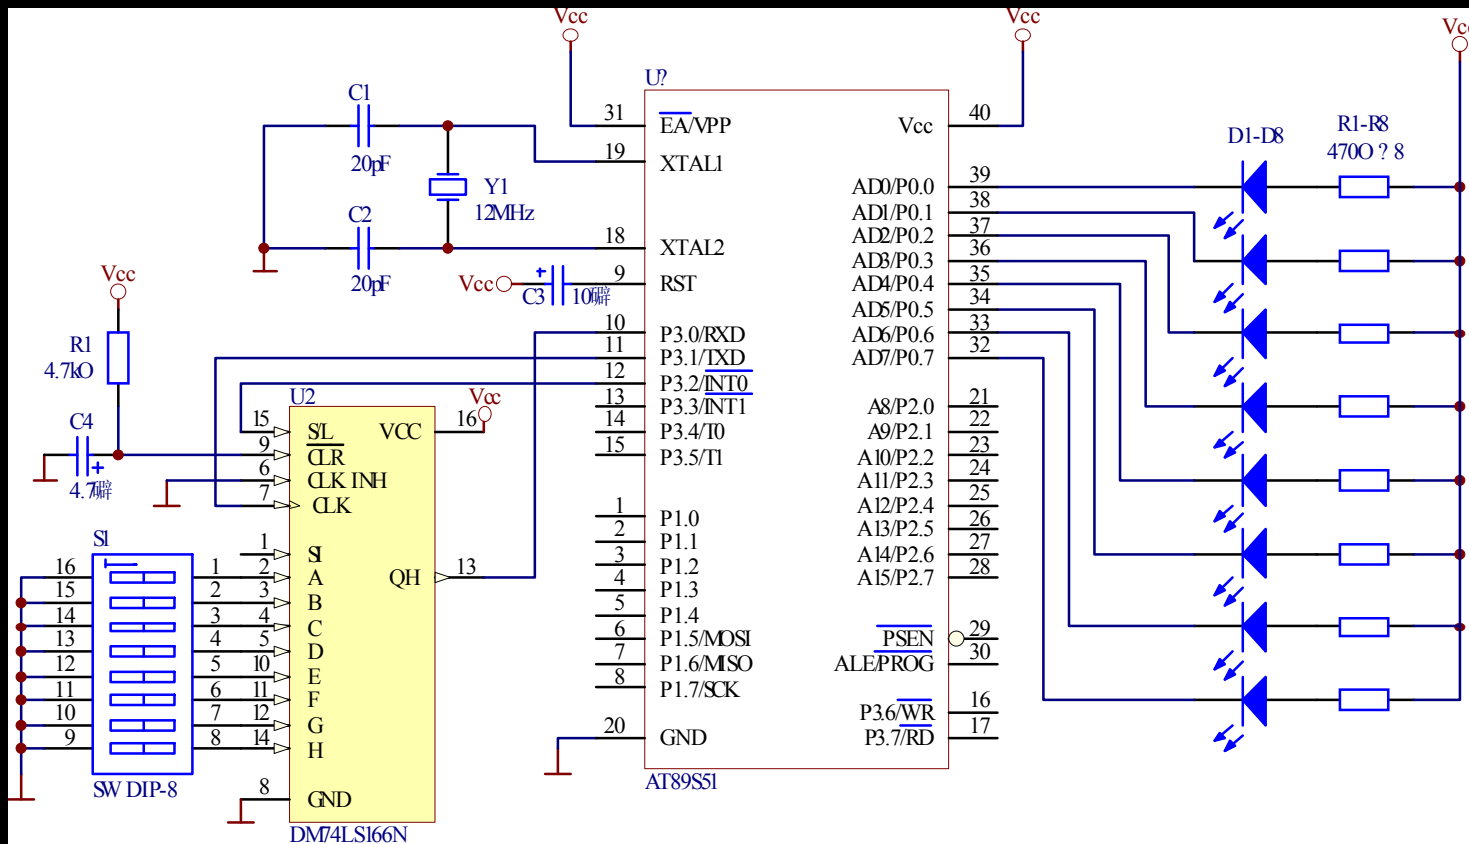 Vcc
Vcc
Vcc
U?
C1
20pF
Y1
12MHz
C2
20pF
Vcc
C3
10礔
31
EA/VPP
19
XTAL1
18
XTAL2
9
RST
10
P3.0/RXD
11
P3.1/TXD
12
P3.2/INT0
13
P3.3/INT1
14
P3.4/T0
15
P3.5/T1
1
P1.0
2
P1.1
3
P1.2
4
P1.3
5
P1.4
6
P1.5/MOSI
7
P1.6/MISO
8
P1.7/SCK
20
GND
Vcc
40
AD0/P0.0
39
AD1/P0.1
38
AD2/P0.2
37
AD3/P0.3
36
AD4/P0.4
35
AD5/P0.5
34
AD6/P0.6
33
AD7/P0.7
32
A8/P2.0
21
A9/P2.1
22
A10/P2.2
23
A11/P2.3
24
A12/P2.4
25
A13/P2.5
26
A14/P2.6
27
A15/P2.7
28
PSEN
29
ALE/PROG
30
P3.6/WR
16
P3.7/RD
17
AT89S51
D1-D8
R1-R8
470O ? 8
Vcc
R1
4.7kO
C4
4.7礔
U2
Vcc
15
S/L
VCC
16
9
CLR
6
CLK INH
7
CLK
1
SI
2
A
QH
13
3
B
4
C
5
D
10
E
11
F
12
G
14
H
8
GND
DM74LS166N
S1
16
1
15
2
14
3
13
4
12
5
11
6
10
7
9
8
SW DIP-8